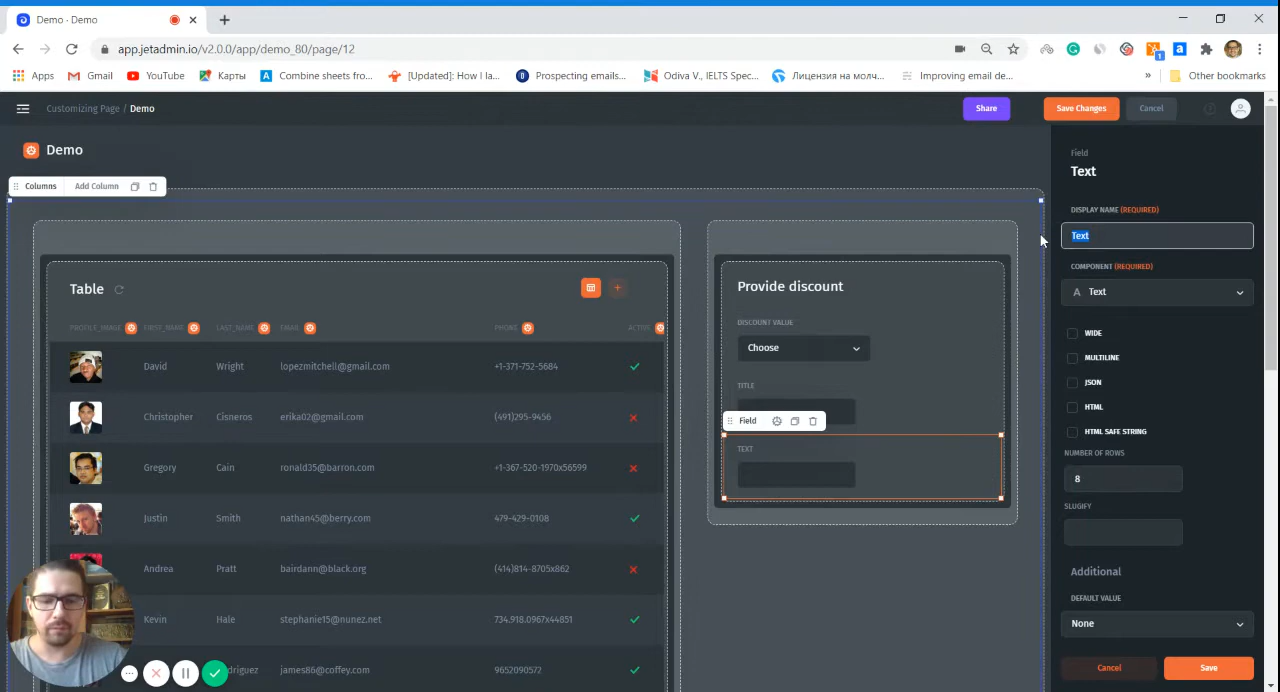 Demo · Demo
app.jetadmin.io/v2.0.0/app/demo_80/page/12
1
Apps
Gmail
YouTube
Карты
Combine sheets from...
[Updated]: How I la...
Prospecting emails...
Odiva V., IELTS Spec...
Лицензия на молч...
Improving email de...
»
Other bookmarks
Customizing Page / Demo
Share
Save Changes
Cancel
Demo
Columns
Add Column
Table
PROFILE_IMAGE FIRST_NAME LAST_NAME EMAIL PHONE ACTIVE
David Wright lopezmitchell@gmail.com +1-371-752-5684
Christopher Cisneros erika02@gmail.com (491)295-9456
Gregory Cain ronald35@barron.com +1-367-520-1970x56599
Justin Smith nathan45@berry.com 479-429-0108
Andrea Pratt bairdann@black.org (414)814-8705x862
Kevin Hale stephanie15@nunez.net 734.918.0967x44851
james86@coffey.com 9652090572
Provide discount
DISCOUNT VALUE
Choose
TITLE
Field
TEXT
Field
Text
DISPLAY NAME (REQUIRED)
Text
COMPONENT (REQUIRED)
A Text
WIDE
MULTILINE
JSON
HTML
HTML SAFE STRING
NUMBER OF ROWS
8
SLUGIFY
Additional
DEFAULT VALUE
None
Cancel
Save